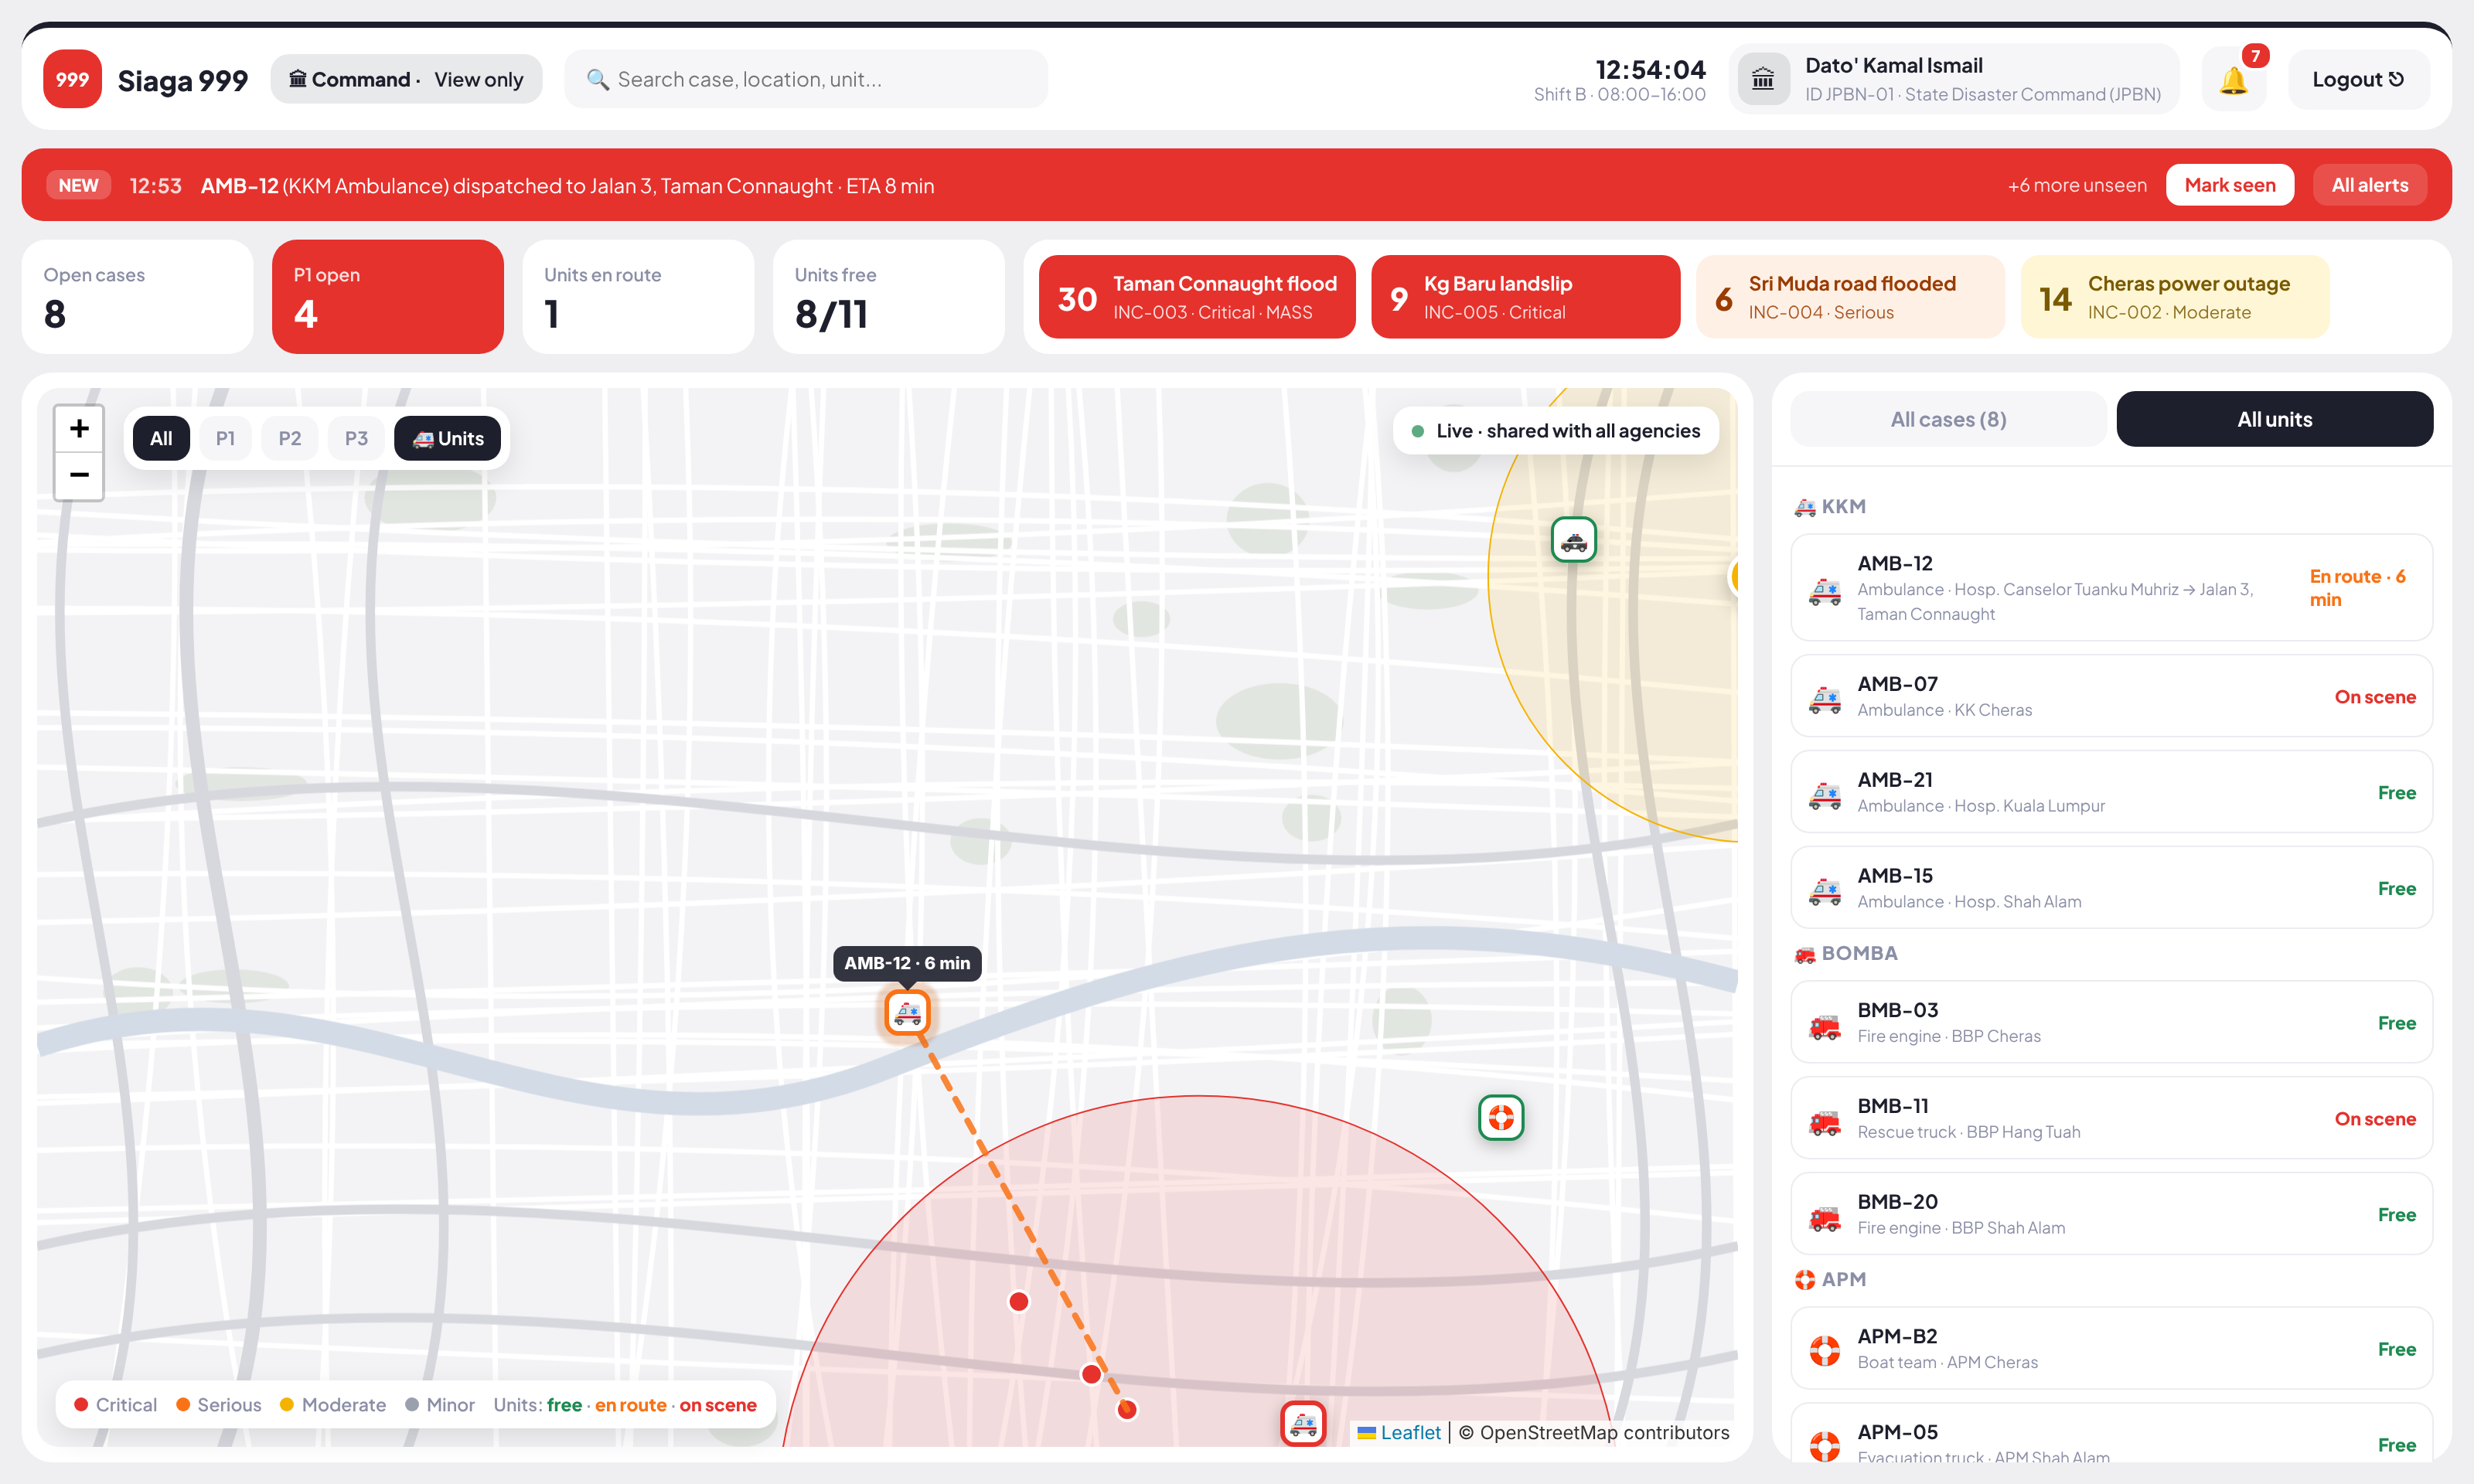 999 Siaga 999 Command · View only Search case, location, unit...
12:54:04
Shift B · 08:00–16:00
Dato' Kamal Ismail
ID JPBN-01 · State Disaster Command (JPBN)
7
Logout
NEW 12:53 AMB-12 (KKM Ambulance) dispatched to Jalan 3, Taman Connaught · ETA 8 min +6 more unseen Mark seen All alerts
Open cases
8
P1 open
4
Units en route
1
Units free
8/11
30 Taman Connaught flood
INC-003 · Critical · MASS
9 Kg Baru landslip
INC-005 · Critical
6 Sri Muda road flooded
INC-004 · Serious
14 Cheras power outage
INC-002 · Moderate
+
−
All P1 P2 P3 Units
Live · shared with all agencies
AMB-12 · 6 min
Critical Serious Moderate Minor Units: free · en route · on scene
Leaflet | © OpenStreetMap contributors
All cases (8) All units
KKM
AMB-12
Ambulance · Hosp. Canselor Tuanku Muhriz → Jalan 3,
Taman Connaught
En route · 6
min
AMB-07
Ambulance · KK Cheras
On scene
AMB-21
Ambulance · Hosp. Kuala Lumpur
Free
AMB-15
Ambulance · Hosp. Shah Alam
Free
BOMBA
BMB-03
Fire engine · BBP Cheras
Free
BMB-11
Rescue truck · BBP Hang Tuah
On scene
BMB-20
Fire engine · BBP Shah Alam
Free
APM
APM-B2
Boat team · APM Cheras
Free
APM-05
Evacuation truck · APM Shah Alam
Free